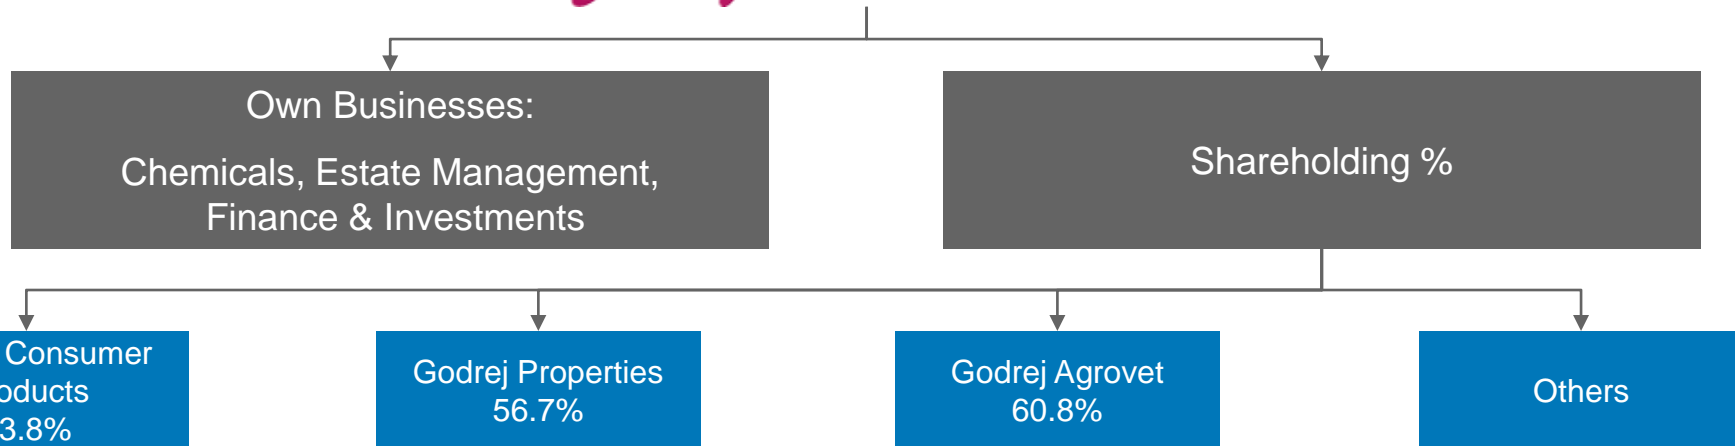 Own Businesses:
Chemicals, Estate Management,
Finance & Investments
Shareholding %
Consumer
Godrej Properties
56.7%
Godrej Agrovet
60.8%
Others